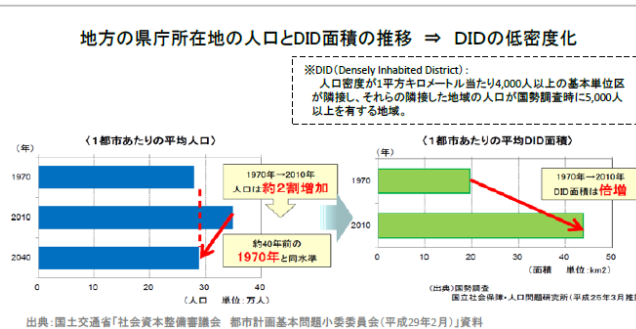 地方の県庁所在地の人口とDID面積の推移 ⇒ DIDの低密度化
※DID(Densely Inhabited District):
人口密度が1平方キロメートル当たり4,000人以上の基本単位区
が隣接し、それらの隣接した地域の人口が国勢調査時に5,000人
以上を有する地域。
〈1都市あたりの平均人口〉
(年)
1970
2010
2040
0 10 20 30 40
(人口 単位:万人)
1970年→2010年
人口は約2割増加
約40年前の
1970年と同水準
〈1都市あたりの平均DID面積〉
(年)
1970
2010
0 10 20 30 40 50
(面積 単位:km2)
1970年→2010年
DID面積は倍増
(出典)国勢調査
国立社会保障・人口問題研究所(平成25年3月推
出典:国土交通省「社会資本整備審議会 都市計画基本問題小委員会(平成29年2月)」資料